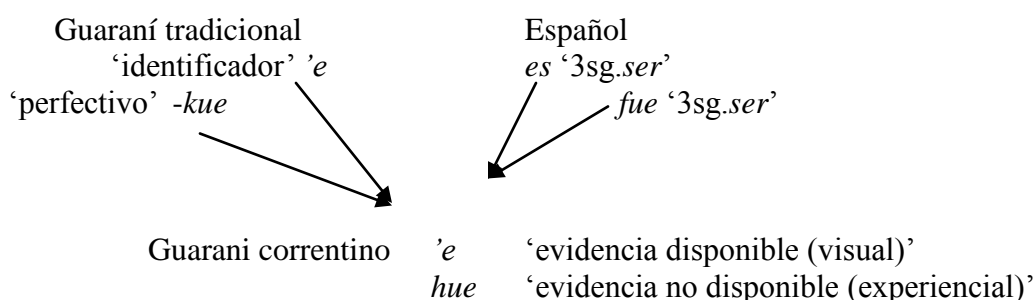 Guaraní tradicional Español
‘identificador’ ’e es ‘3sg.ser’
‘perfectivo’ -kue fue ‘3sg.ser’
Guarani correntino ’e ‘evidencia disponible (visual)’
hue ‘evidencia no disponible (experiencial)’